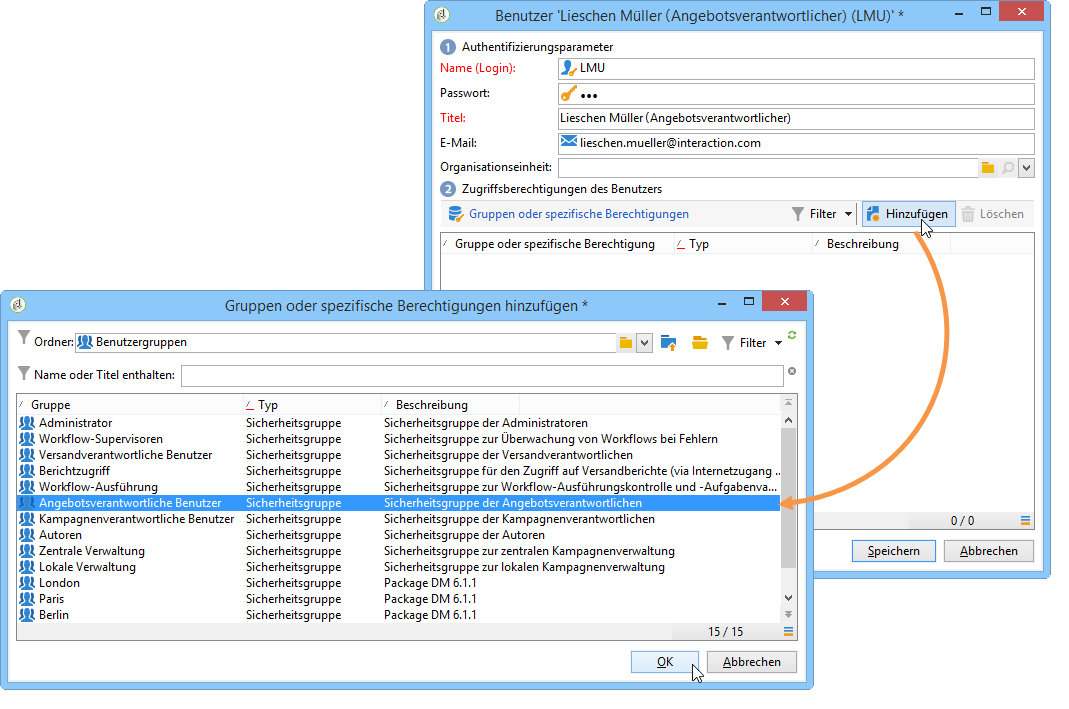 Benutzer 'Lieschen Müller (Angebotsverantwortlicher) (LMU)' *
1 Authentifizierungsparameter
Name (Login): LMU
Passwort: •••
Titel: Lieschen Müller (Angebotsverantwortlicher)
E-Mail: lieschen.mueller@interaction.com
Organisationseinheit:
2 Zugriffsberechtigungen des Benutzers
Gruppen oder spezifische Berechtigungen Filter Hinzufügen Löschen
Gruppe oder spezifische Berechtigung Typ Beschreibung
0 / 0
Speichern Abbrechen
Gruppen oder spezifische Berechtigungen hinzufügen *
Ordner: Benutzergruppen Filter
Name oder Titel enthalten:
Gruppe Typ Beschreibung
Administrator Sicherheitsgruppe Sicherheitsgruppe der Administratoren
Workflow-Supervisoren Sicherheitsgruppe Sicherheitsgruppe zur Überwachung von Workflows bei Fehlern
Versandverantwortliche Benutzer Sicherheitsgruppe Sicherheitsgruppe der Versandverantwortlichen
Berichtzugriff Sicherheitsgruppe Sicherheitsgruppe für den Zugriff auf Versandberichte (via Internetzugang ...
Workflow-Ausführung Sicherheitsgruppe Sicherheitsgruppe zur Workflow-Ausführungskontrolle und -Aufgabenva...
Angebotsverantwortliche Benutzer Sicherheitsgruppe Sicherheitsgruppe der Angebotsverantwortlichen
Kampagnenverantwortliche Benutzer Sicherheitsgruppe Sicherheitsgruppe der Kampagnenverantwortlichen
Autoren Sicherheitsgruppe Sicherheitsgruppe der Autoren
Zentrale Verwaltung Sicherheitsgruppe Sicherheitsgruppe zur zentralen Kampagnenverwaltung
Lokale Verwaltung Sicherheitsgruppe Sicherheitsgruppe zur lokalen Kampagnenverwaltung
London Sicherheitsgruppe Package DM 6.1.1
Paris Sicherheitsgruppe Package DM 6.1.1
Berlin Sicherheitsgruppe Package DM 6.1.1
15 / 15
OK Abbrechen